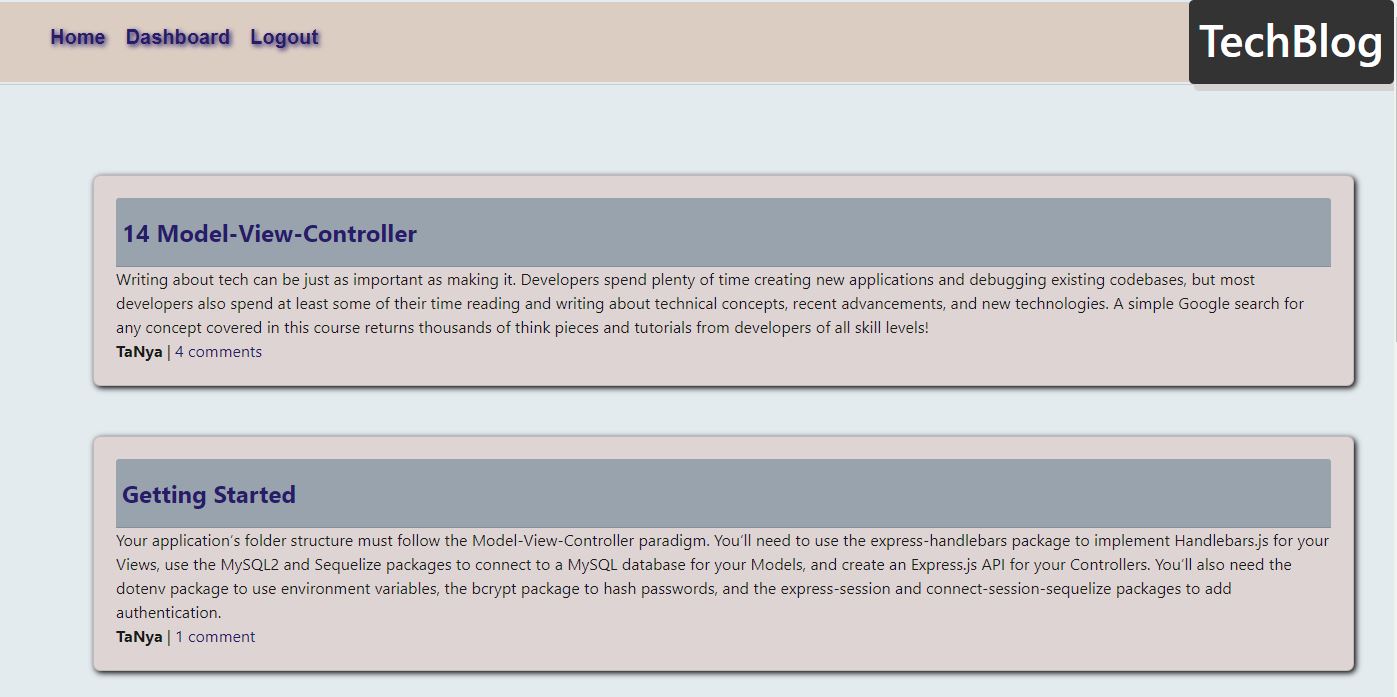 Home Dashboard Logout
TechBlog
14 Model-View-Controller
Writing about tech can be just as important as making it. Developers spend plenty of time creating new applications and debugging existing codebases, but most
developers also spend at least some of their time reading and writing about technical concepts, recent advancements, and new technologies. A simple Google search for
any concept covered in this course returns thousands of think pieces and tutorials from developers of all skill levels!
TaNya | 4 comments
Getting Started
Your application’s folder structure must follow the Model-View-Controller paradigm. You’ll need to use the express-handlebars package to implement Handlebars.js for your
Views, use the MySQL2 and Sequelize packages to connect to a MySQL database for your Models, and create an Express.js API for your Controllers. You’ll also need the
dotenv package to use environment variables, the bcrypt package to hash passwords, and the express-session and connect-session-sequelize packages to add
authentication.
TaNya | 1 comment